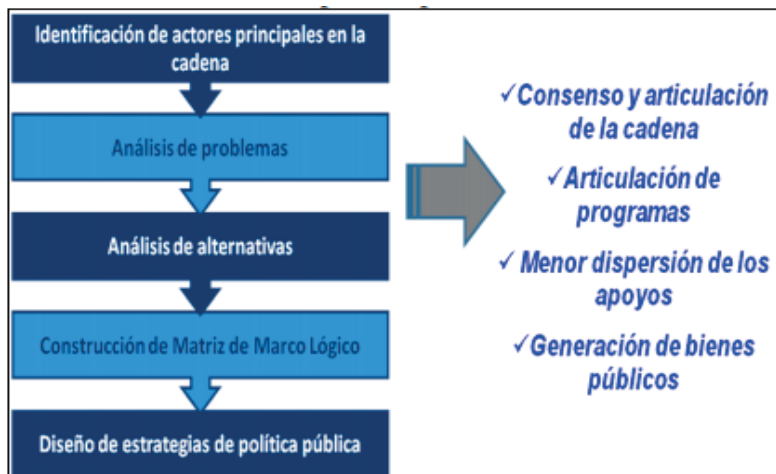 Identificación de actores principales en la
cadena
Análisis de problemas
Análisis de alternativas
Construcción de Matriz de Marco Lógico
Diseño de estrategias de política pública
✓Consenso y articulación
de la cadena
✓Articulación de
programas
✓Menor dispersión de los
apoyos
✓Generación de bienes
públicos